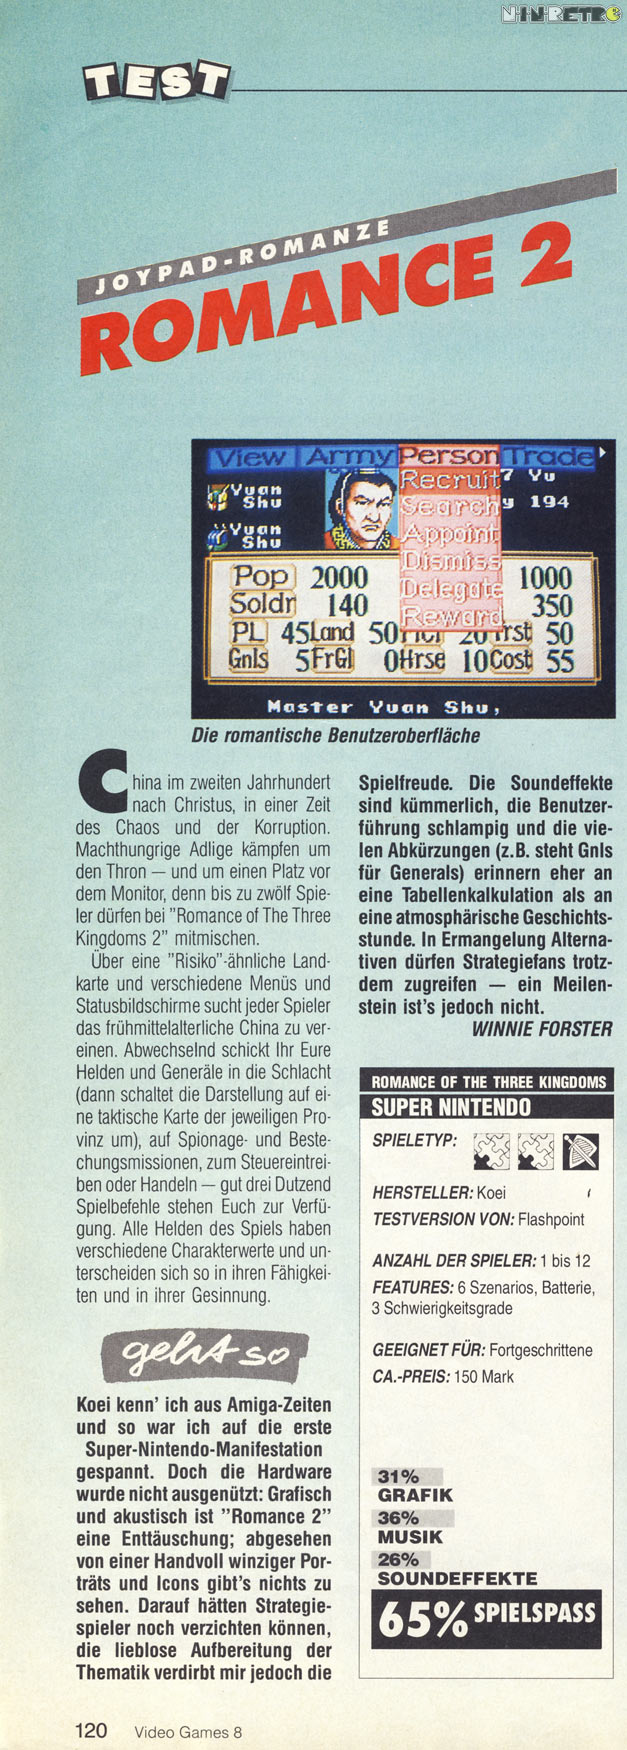 N-I-N-RETRO
TEST
JOYPAD-ROMANZE
ROMANCE 2
View Army Person Trade
Yuan
Shu
Yuan
Shu
Recruit
Search
Appoint
Dismiss
Delegate
Reward
7 Yu
y 194
Pop 2000
1000
Soldr 140
350
PL 45 Land 50
20 rst 50
Gnls 5 FrGl 0 Hrse 10 Cost 55
Master Yuan Shu,
Die romantische Benutzeroberfläche
China im zweiten Jahrhundert
nach Christus, in einer Zeit
des Chaos und der Korruption.
Machthungrige Adlige kämpfen um
den Thron — und um einen Platz vor
dem Monitor, denn bis zu zwölf Spie-
ler dürfen bei "Romance of The Three
Kingdoms 2" mitmischen.
Über eine "Risiko"-ähnliche Land-
karte und verschiedene Menüs und
Statusbildschirme sucht jeder Spieler
das frühmittelalterliche China zu ver-
einen. Abwechselnd schickt Ihr Eure
Helden und Generäle in die Schlacht
(dann schaltet die Darstellung auf ei-
ne taktische Karte der jeweiligen Pro-
vinz um), auf Spionage- und Beste-
chungsmissionen, zum Steuereintrei-
ben oder Handeln — gut drei Dutzend
Spielbefehle stehen Euch zur Verfü-
gung. Alle Helden des Spiels haben
verschiedene Charakterwerte und un-
terscheiden sich so in ihren Fähigkei-
ten und in ihrer Gesinnung.
geht so
Koei kenn' ich aus Amiga-Zeiten
und so war ich auf die erste
Super-Nintendo-Manifestation
gespannt. Doch die Hardware
wurde nicht ausgenützt: Grafisch
und akustisch ist "Romance 2"
eine Enttäuschung; abgesehen
von einer Handvoll winziger Por-
träts und Icons gibt's nichts zu
sehen. Darauf hätten Strategie-
spieler noch verzichten können,
die lieblose Aufbereitung der
Thematik verdirbt mir jedoch die
Spielfreude. Die Soundeffekte
sind kümmerlich, die Benutzer-
führung schlampig und die vie-
len Abkürzungen (z.B. steht Gnls
für Generals) erinnern eher an
eine Tabellenkalkulation als an
eine atmosphärische Geschichts-
stunde. In Ermangelung Alterna-
tiven dürfen Strategiefans trotz-
dem zugreifen — ein Meilen-
stein ist's jedoch nicht.
WINNIE FORSTER
ROMANCE OF THE THREE KINGDOMS
SUPER NINTENDO
SPIELETYP:
HERSTELLER: Koei
TESTVERSION VON: Flashpoint
ANZAHL DER SPIELER: 1 bis 12
FEATURES: 6 Szenarios, Batterie,
3 Schwierigkeitsgrade
GEEIGNET FÜR: Fortgeschrittene
CA.-PREIS: 150 Mark
31%
GRAFIK
36%
MUSIK
26%
SOUNDEFFEKTE
65% SPIELSPASS
120 Video Games 8